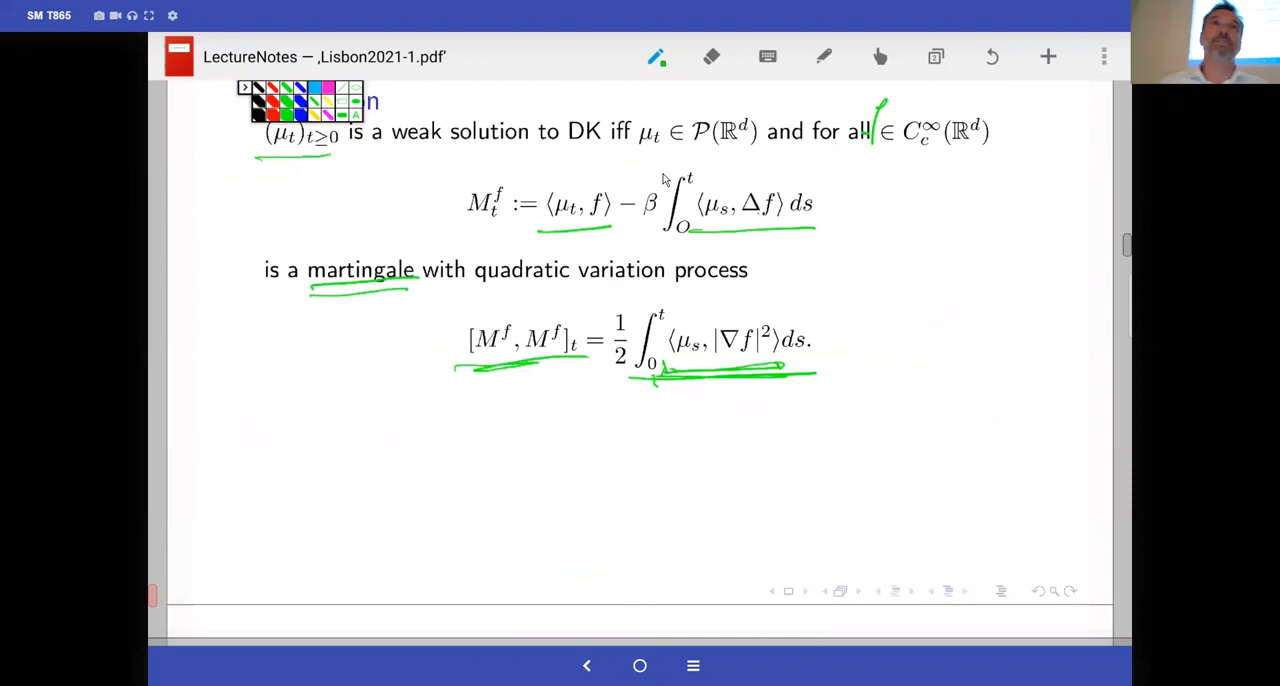 SM T865
LectureNotes — ‚Lisbon2021-1.pdf'
on
(μ_t)_{t≥0} is a weak solution to DK iff μ_t ∈ P(ℝ^d) and for all f ∈ C_c^∞(ℝ^d)
M_t^f := ⟨μ_t, f⟩ − β ∫_0^t ⟨μ_s, Δf⟩ ds
is a martingale with quadratic variation process
[M^f, M^f]_t = 1/2 ∫_0^t ⟨μ_s, |∇f|^2⟩ds.